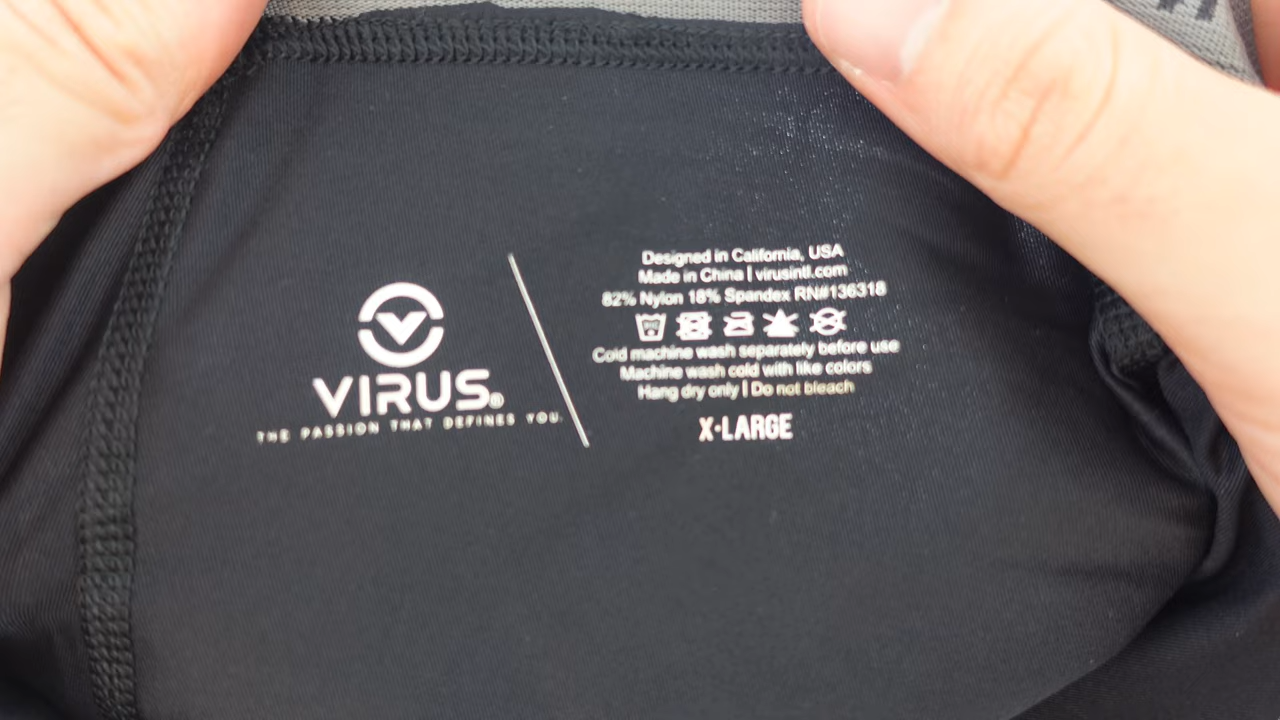 VIRUS®
THE PASSION THAT DEFINES YOU.
Designed in California, USA
Made in China | virusintl.com
82% Nylon 18% Spandex RN#136318
Cold machine wash separately before use
Machine wash cold with like colors
Hang dry only | Do not bleach
X-LARGE